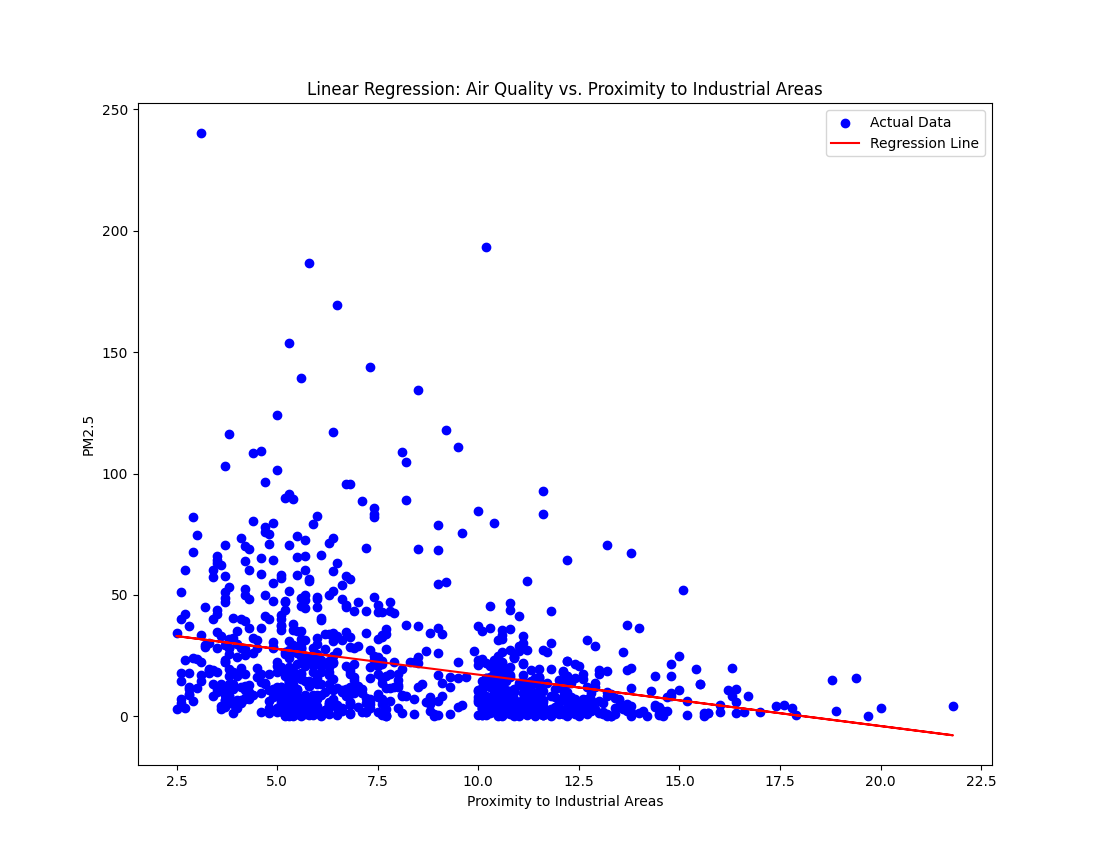 Linear Regression: Air Quality vs. Proximity to Industrial Areas
Actual Data
Regression Line
250
200
150
100
50
0
PM2.5
2.5 5.0 7.5 10.0 12.5 15.0 17.5 20.0 22.5
Proximity to Industrial Areas